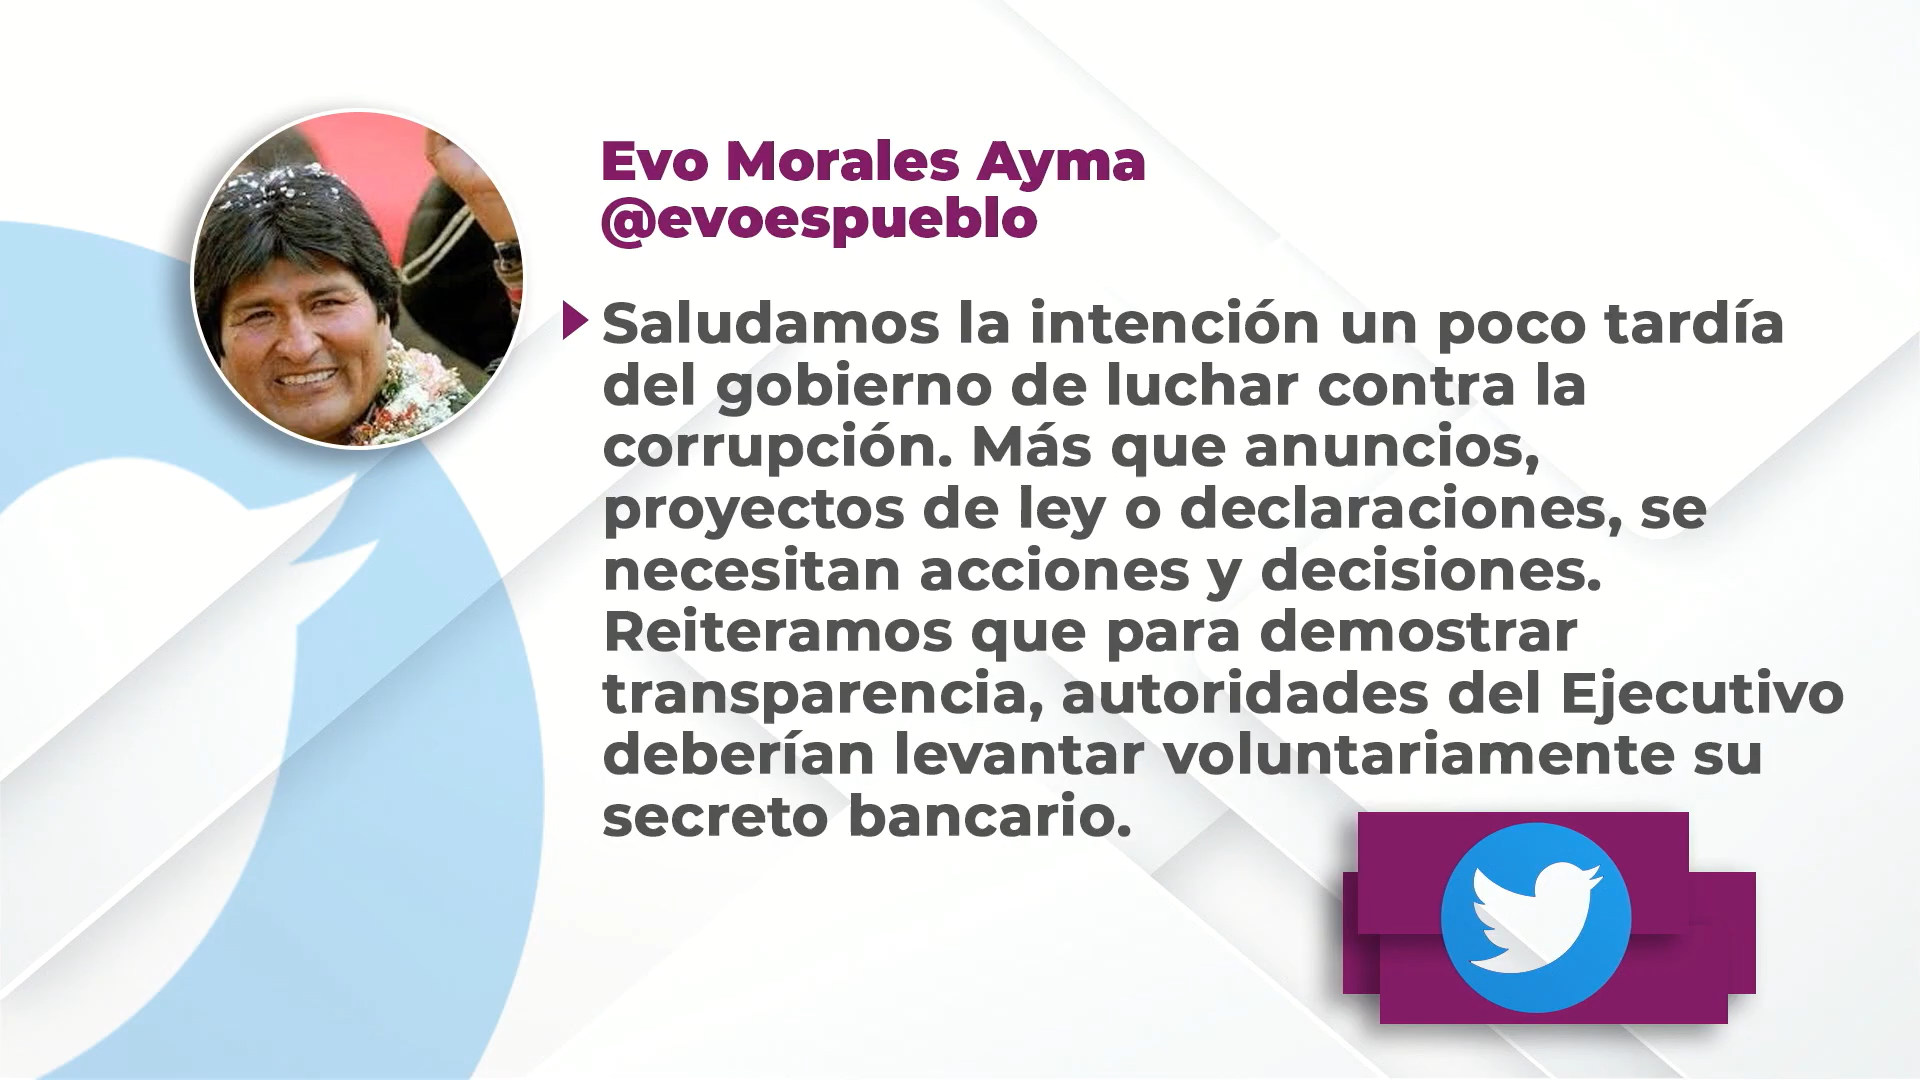 Evo Morales Ayma
@evoespueblo
Saludamos la intención un poco tardía
del gobierno de luchar contra la
corrupción. Más que anuncios,
proyectos de ley o declaraciones, se
necesitan acciones y decisiones.
Reiteramos que para demostrar
transparencia, autoridades del Ejecutivo
deberían levantar voluntariamente su
secreto bancario.